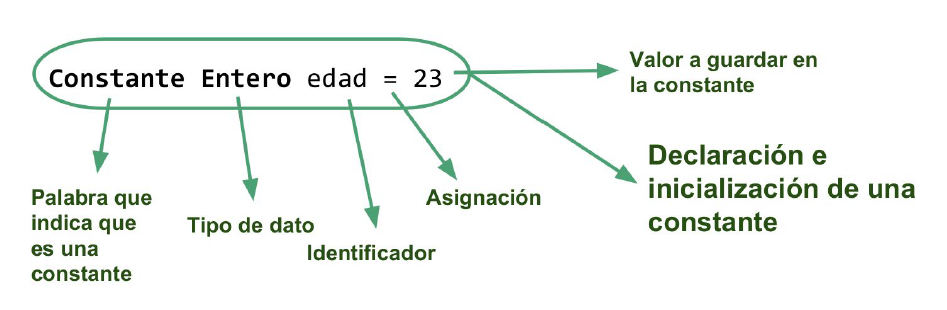 Constante Entero edad = 23
Valor a guardar en
la constante
Declaración e
inicialización de una
constante
Asignación
Palabra que
indica que
es una
constante
Tipo de dato
Identificador